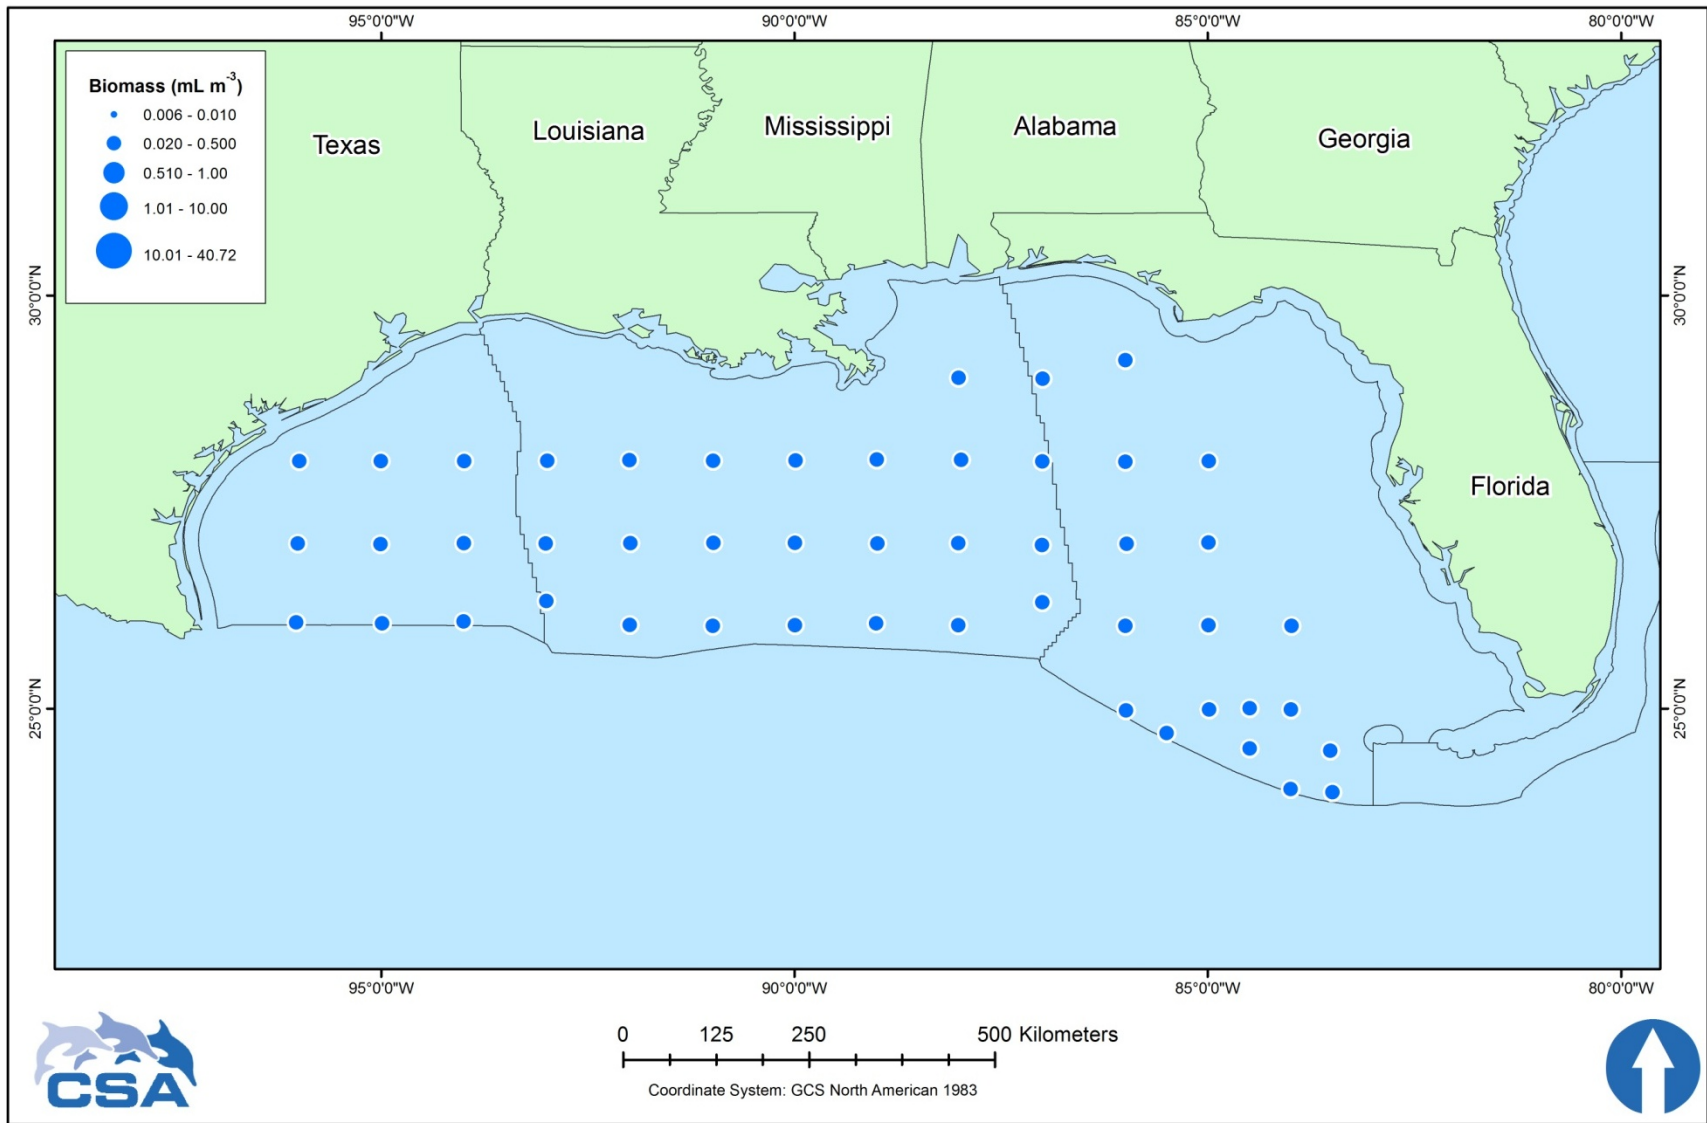 95°0'0"W 90°0'0"W 85°0'0"W 80°0'0"W
Biomass (mL m-3)
0.006 - 0.010
0.020 - 0.500
0.510 - 1.00
1.01 - 10.00
10.01 - 40.72
Texas
Louisiana
Mississippi
Alabama
Georgia
Florida
30°0'0"N
30°0'0"N
25°0'0"N
25°0'0"N
95°0'0"W 90°0'0"W 85°0'0"W 80°0'0"W
0 125 250 500 Kilometers
Coordinate System: GCS North American 1983
CSA